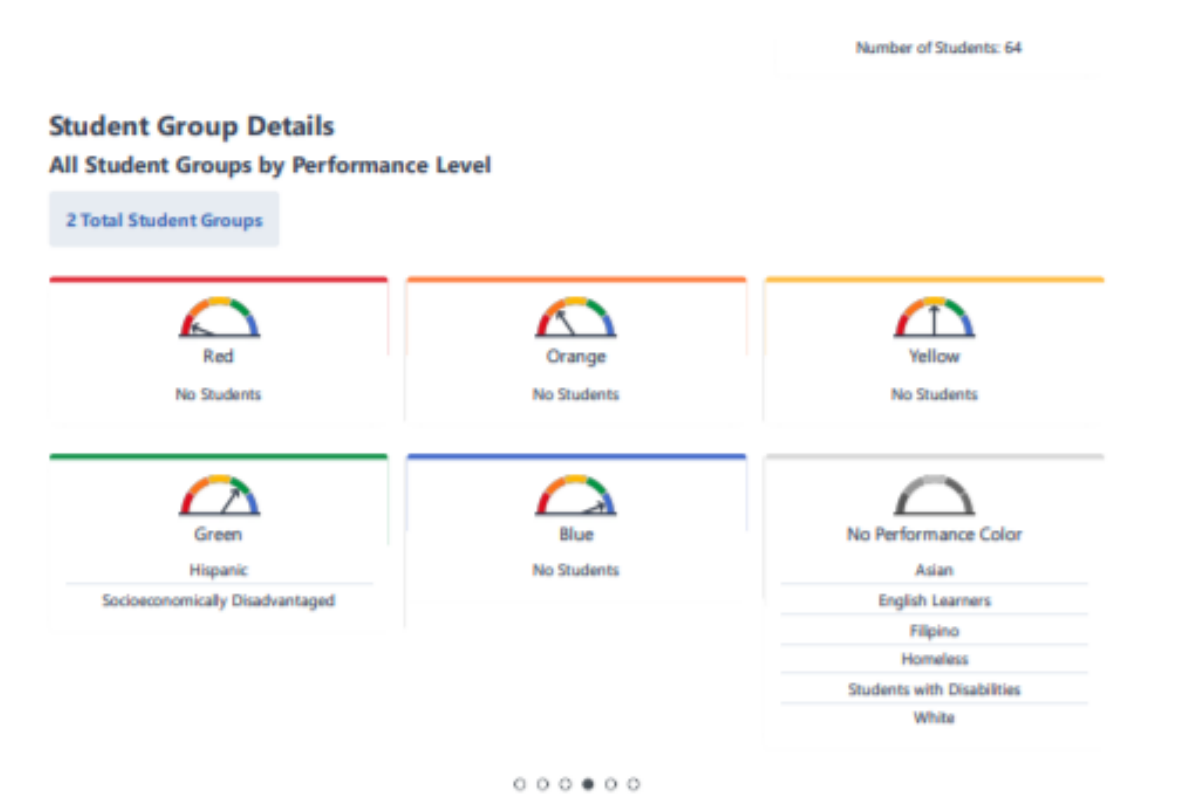 Number of Students: 64
Student Group Details
All Student Groups by Performance Level
2 Total Student Groups
Red
No Students
Orange
No Students
Yellow
No Students
Green
Hispanic
Socioeconomically Disadvantaged
Blue
No Students
No Performance Color
Asian
English Learners
Filipino
Homeless
Students with Disabilities
White